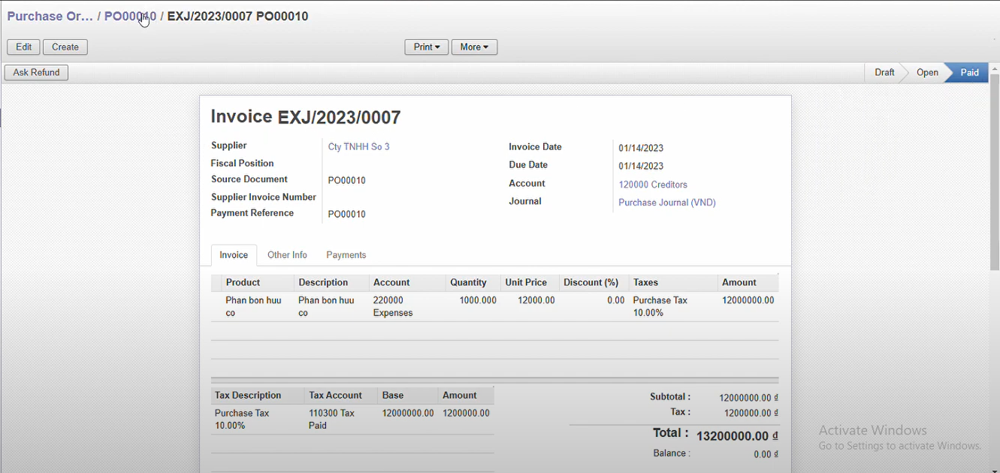 Purchase Or... / PO00010 / EXJ/2023/0007 PO00010
Edit Create Print More
Ask Refund Draft Open Paid
Invoice EXJ/2023/0007
Supplier Cty TNHH So 3 Invoice Date 01/14/2023
Fiscal Position Due Date 01/14/2023
Source Document PO00010 Account 120000 Creditors
Supplier Invoice Number Journal Purchase Journal (VND)
Payment Reference PO00010
Invoice Other Info Payments
Product Description Account Quantity Unit Price Discount (%) Taxes Amount
Phan bon huu Phan bon huu 220000 1000.000 12000.00 0.00 Purchase Tax 12000000.00
co co Expenses 10.00%
Tax Description Tax Account Base Amount Subtotal : 12000000.00 đ
Purchase Tax 110300 Tax 12000000.00 1200000.00 Tax : 1200000.00 đ
10.00% Paid
Total : 13200000.00 đ
Balance : 0.00 đ
Activate Windows
Go to Settings to activate Windows.